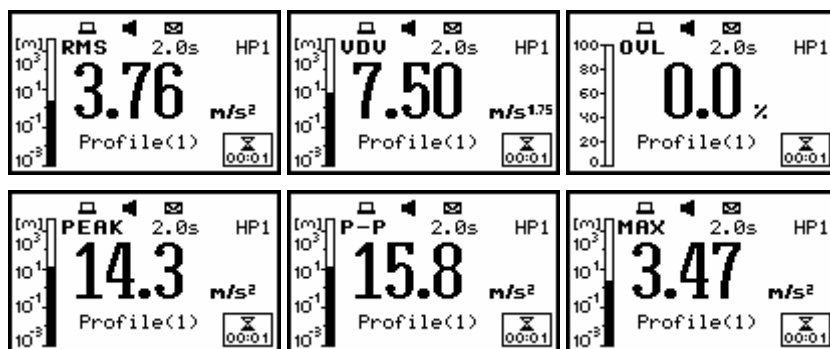 [m] RMS 2.0s HP1
10³
10¹
3.76 m/s²
10⁻¹
Profile(1)
10⁻³ 00:01
[m] VDV 2.0s HP1
10³
10¹
7.50 m/s¹·⁷⁵
10⁻¹
Profile(1)
10⁻³ 00:01
100 OVL 2.0s HP1
80
60
0.0 %
40
Profile(1)
20
0 00:01
[m] PEAK 2.0s HP1
10³
10¹
14.3 m/s²
10⁻¹
Profile(1)
10⁻³ 00:01
[m] P-P 2.0s HP1
10³
10¹
15.8 m/s²
10⁻¹
Profile(1)
10⁻³ 00:01
[m] MAX 2.0s HP1
10³
10¹
3.47 m/s²
10⁻¹
Profile(1)
10⁻³ 00:01